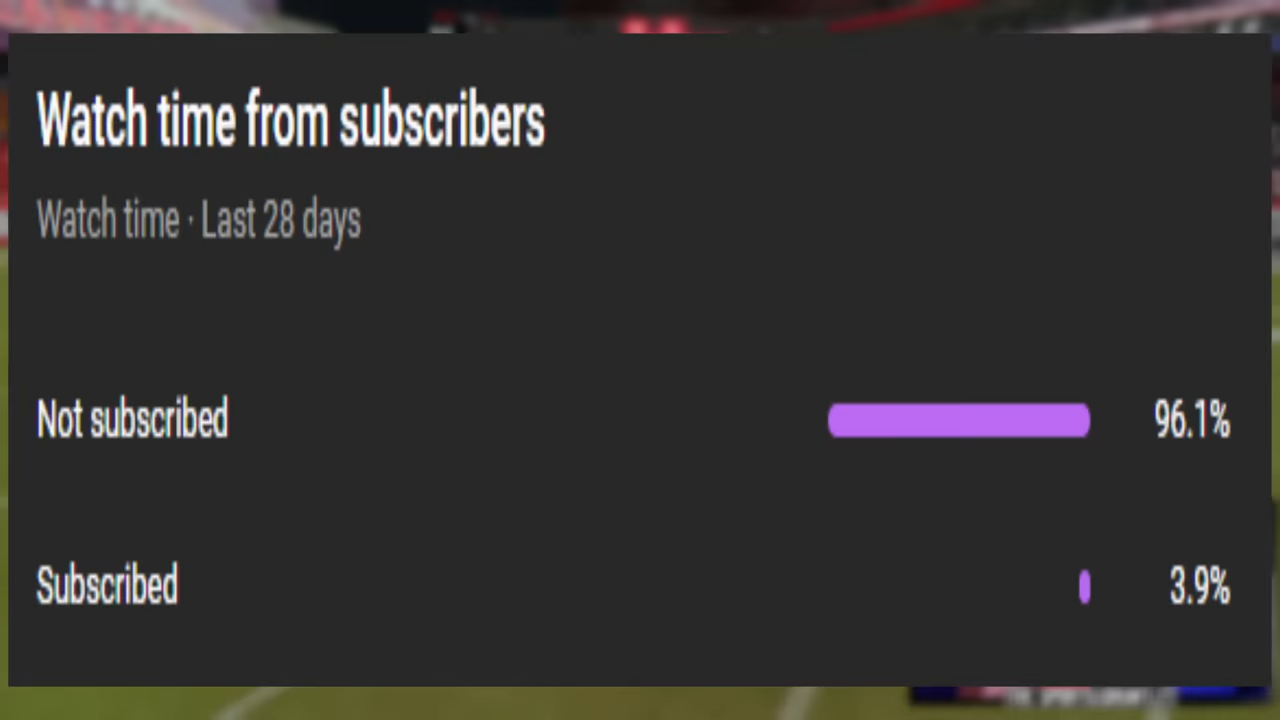 Watch time from subscribers
Watch time · Last 28 days
Not subscribed 96.1%
Subscribed 3.9%